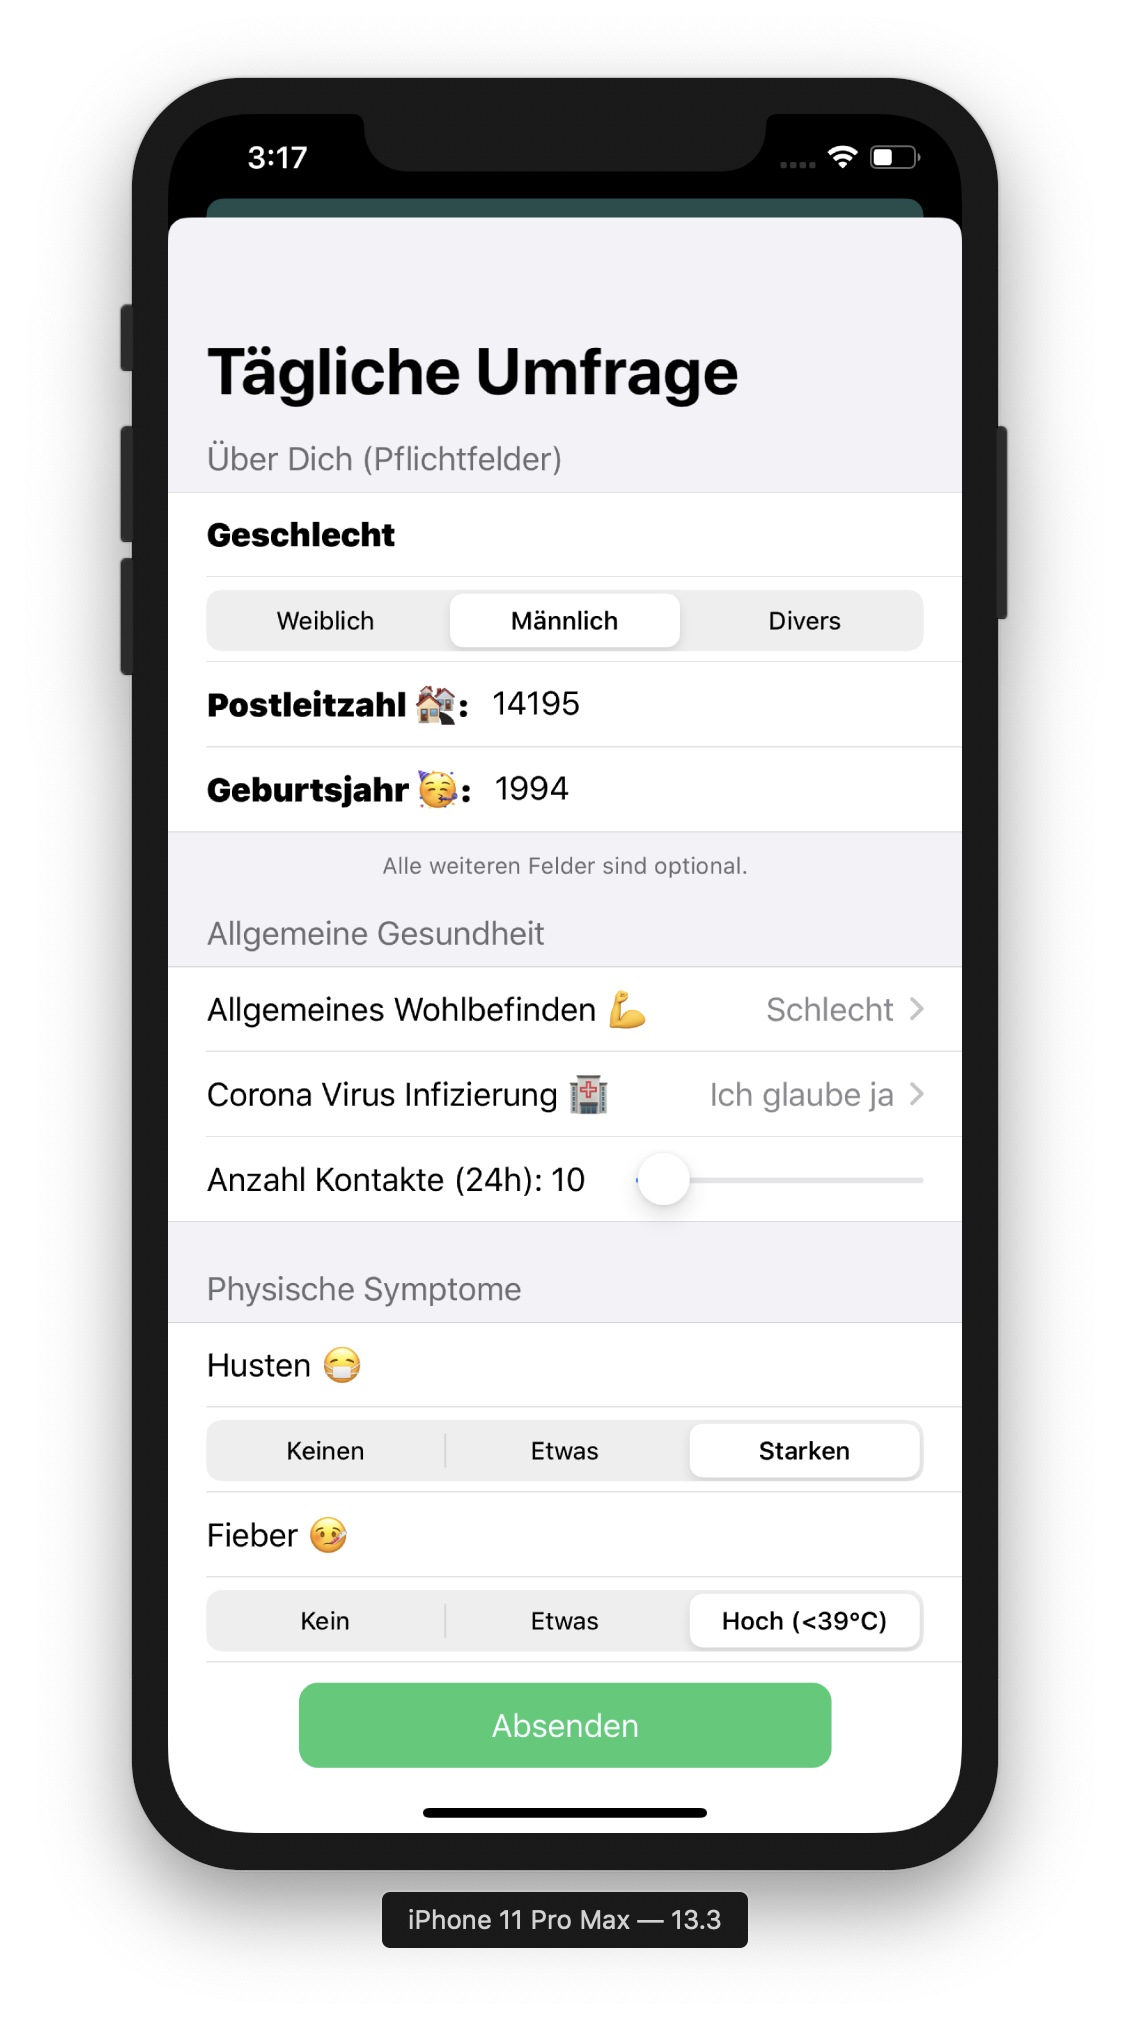 3:17
Tägliche Umfrage
Über Dich (Pflichtfelder)
Geschlecht
Weiblich Männlich Divers
Postleitzahl 🏘: 14195
Geburtsjahr 🥳: 1994
Alle weiteren Felder sind optional.
Allgemeine Gesundheit
Allgemeines Wohlbefinden 💪 Schlecht
Corona Virus Infizierung 🏥 Ich glaube ja
Anzahl Kontakte (24h): 10
Physische Symptome
Husten 😷
Keinen Etwas Starken
Fieber 🤒
Kein Etwas Hoch (<39°C)
Absenden
iPhone 11 Pro Max — 13.3